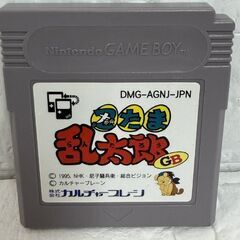 Nintendo GAME BOY
DMG-AGNJ-JPN
忍たま
乱太郎
GB
©1995, NHK・尼子騒兵衛・総合ビジョン
©カルチャーブレーン
株式会社 カルチャーブレーン